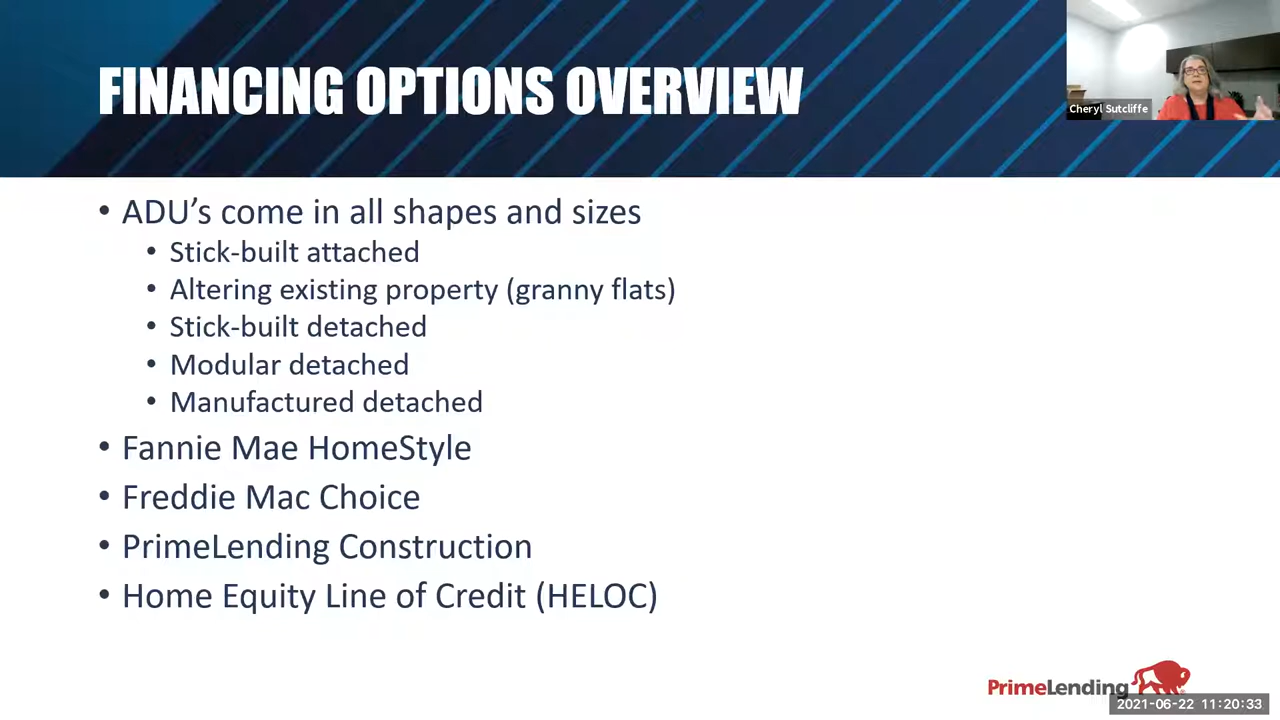 FINANCING OPTIONS OVERVIEW
Cheryl Sutcliffe
• ADU’s come in all shapes and sizes
• Stick-built attached
• Altering existing property (granny flats)
• Stick-built detached
• Modular detached
• Manufactured detached
• Fannie Mae HomeStyle
• Freddie Mac Choice
• PrimeLending Construction
• Home Equity Line of Credit (HELOC)
PrimeLending
2021-06-22 11:20:33